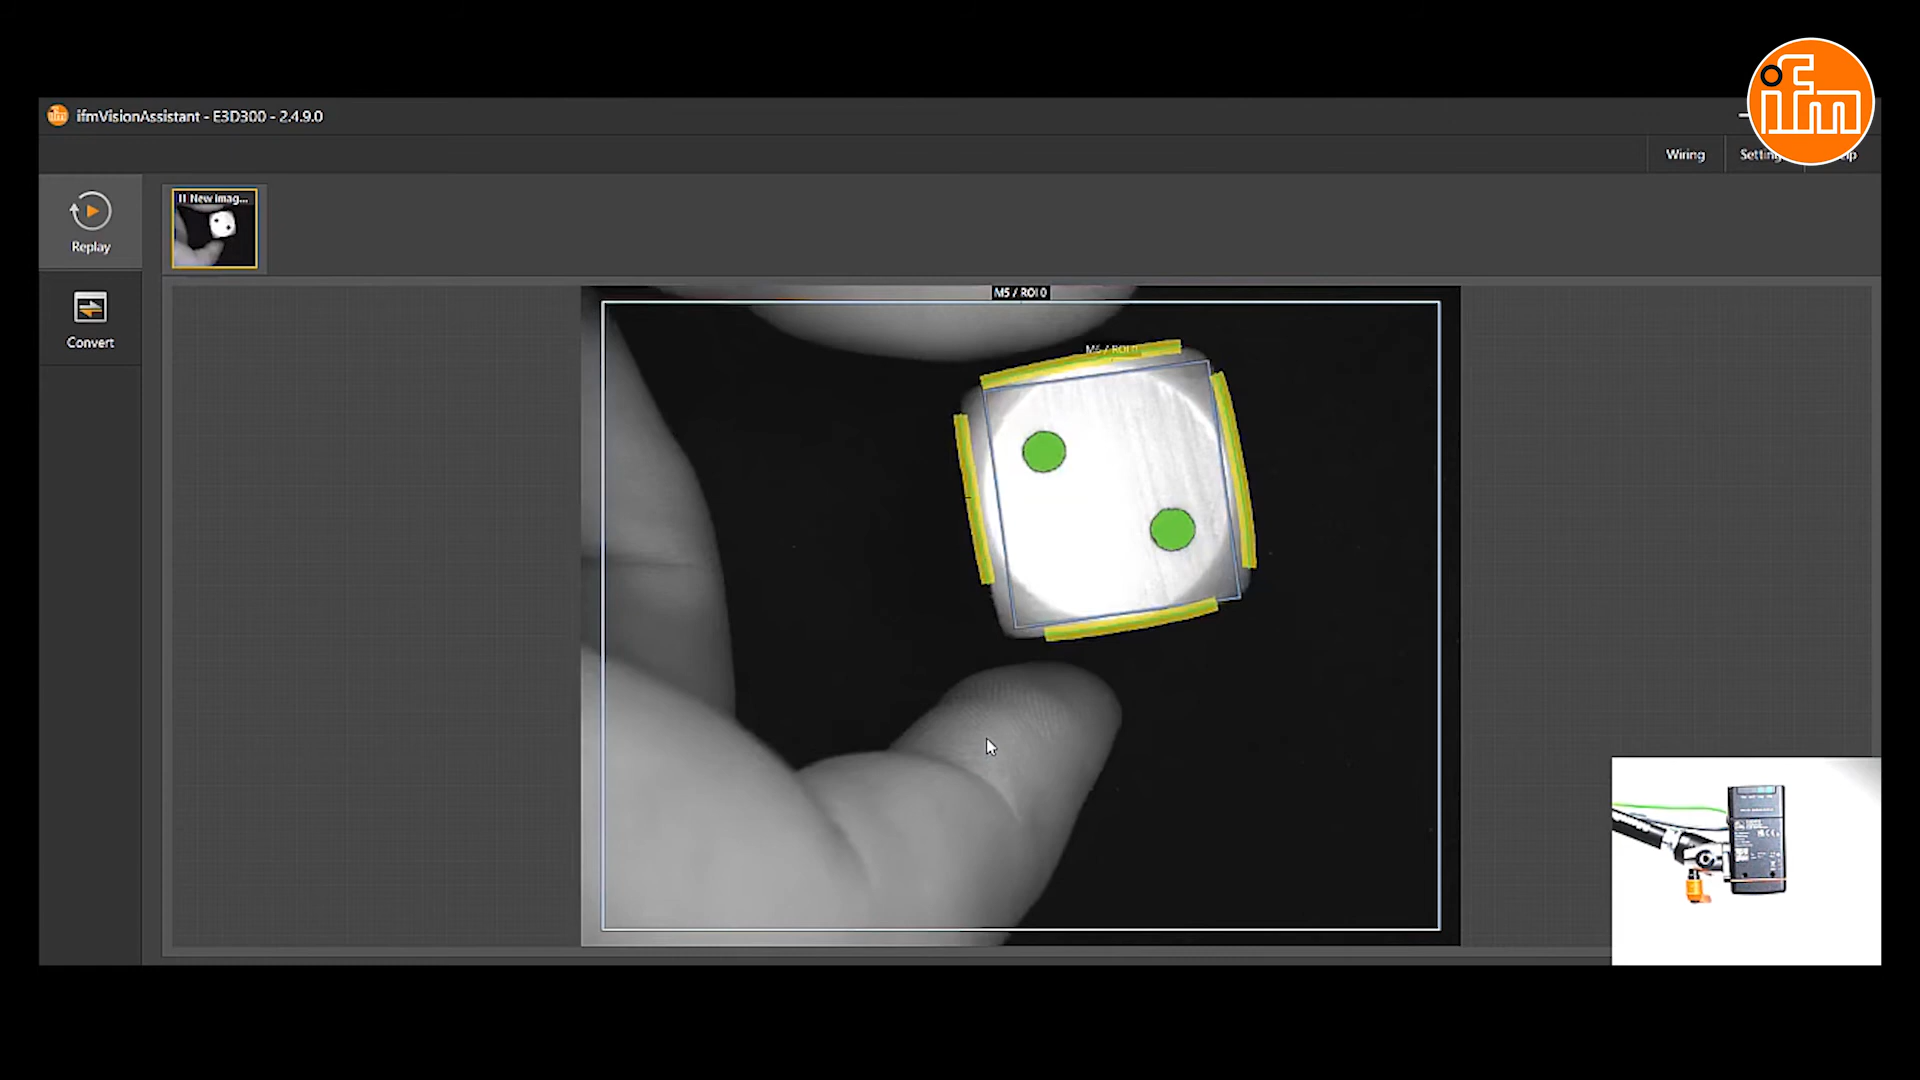 ifm
ifmVisionAssistant - E3D300 - 2.4.9.0
Wiring
Replay
New imag...
Convert
M5 / ROI 0